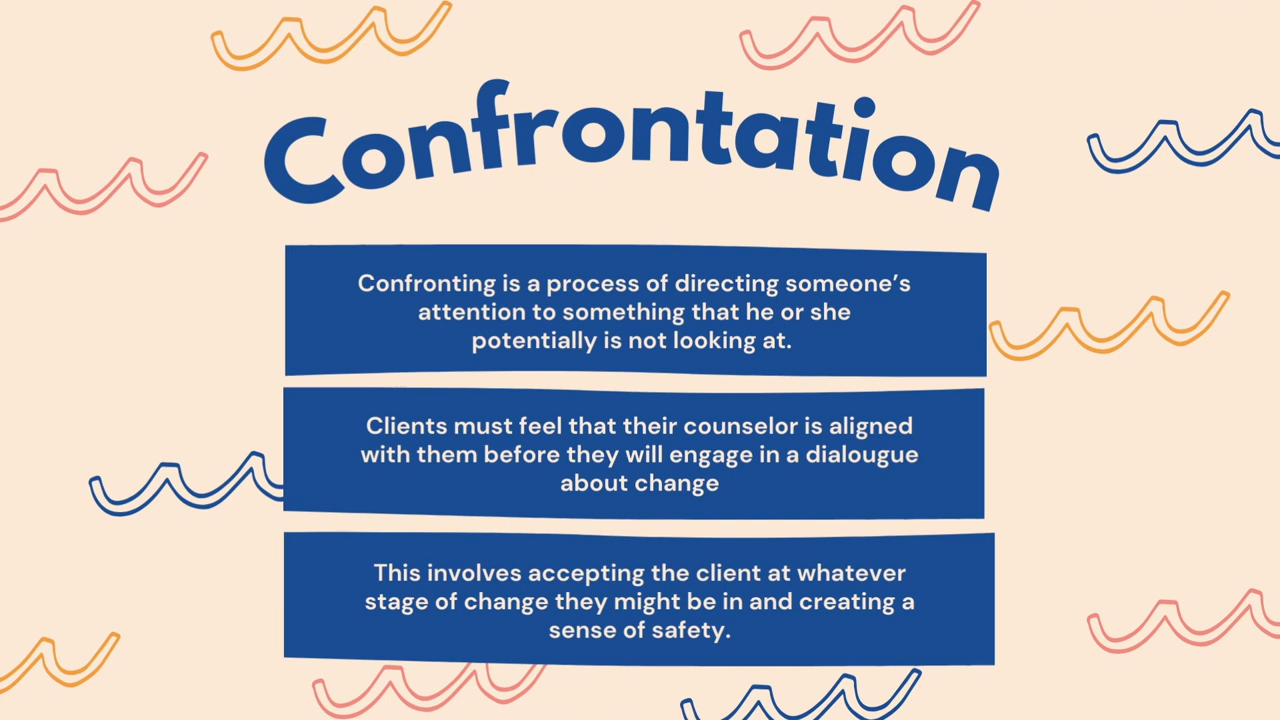 Confrontation
Confronting is a process of directing someone’s
attention to something that he or she
potentially is not looking at.
Clients must feel that their counselor is aligned
with them before they will engage in a dialougue
about change
This involves accepting the client at whatever
stage of change they might be in and creating a
sense of safety.